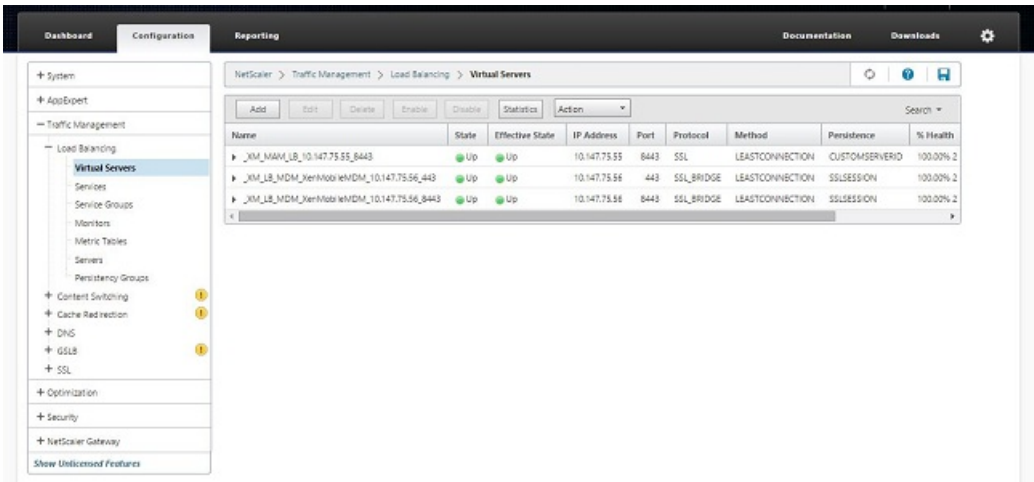 Dashboard Configuration Reporting Documentation Downloads
+ System
NetScaler > Traffic Management > Load Balancing > Virtual Servers
+ AppExpert
Add Edit Delete Enable Disable Statistics Action Search
− Traffic Management
Name State Effective State IP Address Port Protocol Method Persistence % Health
− Load Balancing
_XM_MAM_LB_10.147.75.55_8443 Up Up 10.147.75.55 8443 SSL LEASTCONNECTION CUSTOMSERVERID 100.00% 2
Virtual Servers
_XM_LB_MDM_XenMobileMDM_10.147.75.56_443 Up Up 10.147.75.56 443 SSL_BRIDGE LEASTCONNECTION SSLSESSION 100.00% 2
Services
_XM_LB_MDM_XenMobileMDM_10.147.75.56_8443 Up Up 10.147.75.56 8443 SSL_BRIDGE LEASTCONNECTION SSLSESSION 100.00% 2
Service Groups
Monitors
Metric Tables
Servers
Persistency Groups
+ Content Switching
+ Cache Redirection
+ DNS
+ GSLB
+ SSL
+ Optimization
+ Security
+ NetScaler Gateway
Show Unlicensed Features